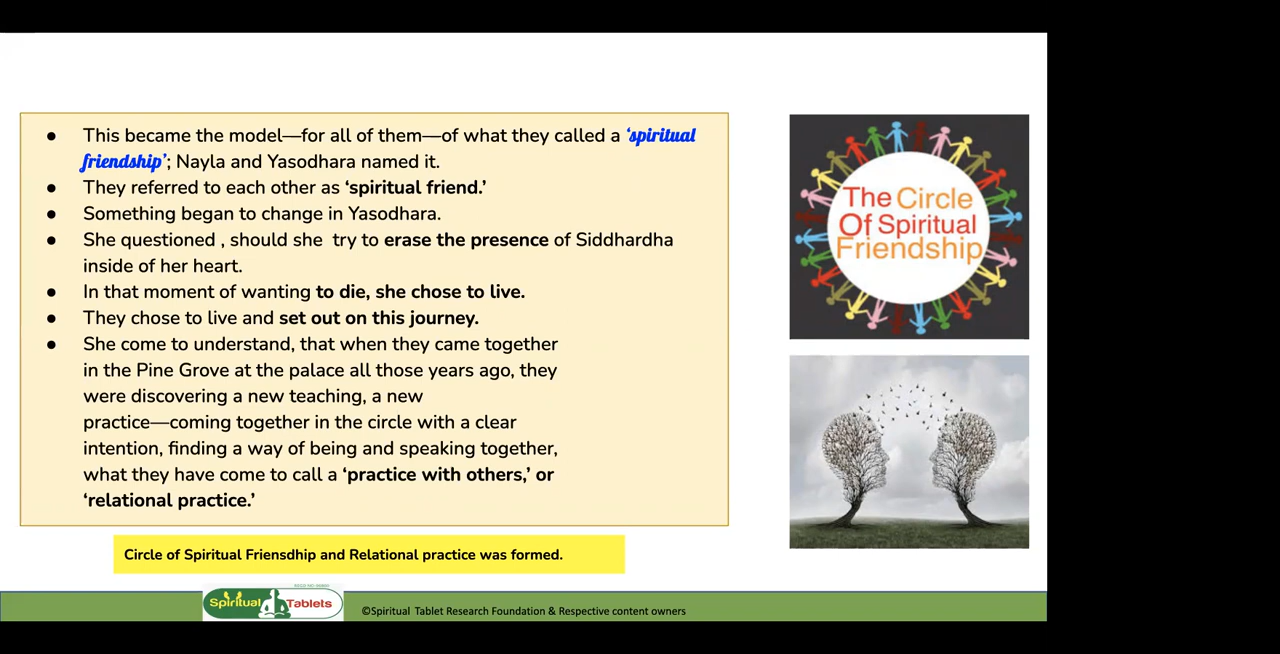 ● This became the model—for all of them—of what they called a ‘spiritual
friendship’; Nayla and Yasodhara named it.
● They referred to each other as ‘spiritual friend.’
● Something began to change in Yasodhara.
● She questioned , should she try to erase the presence of Siddhardha
inside of her heart.
● In that moment of wanting to die, she chose to live.
● They chose to live and set out on this journey.
● She come to understand, that when they came together
in the Pine Grove at the palace all those years ago, they
were discovering a new teaching, a new
practice—coming together in the circle with a clear
intention, finding a way of being and speaking together,
what they have come to call a ‘practice with others,’ or
‘relational practice.’
The Circle
Of Spiritual
Friendship
Circle of Spiritual Friensdhip and Relational practice was formed.
Spiritual Tablets
©Spiritual Tablet Research Foundation & Respective content owners